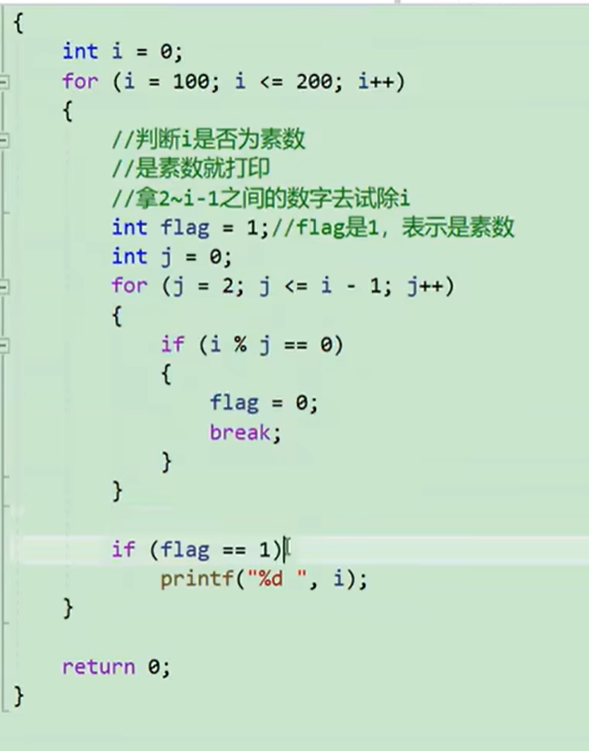 {
    int i = 0;
    for (i = 100; i <= 200; i++)
    {
        //判断i是否为素数
        //是素数就打印
        //拿2~i-1之间的数字去试除i
        int flag = 1;//flag是1，表示是素数
        int j = 0;
        for (j = 2; j <= i - 1; j++)
        {
            if (i % j == 0)
            {
                flag = 0;
                break;
            }
        }

        if (flag == 1)
            printf("%d ", i);
    }

    return 0;
}